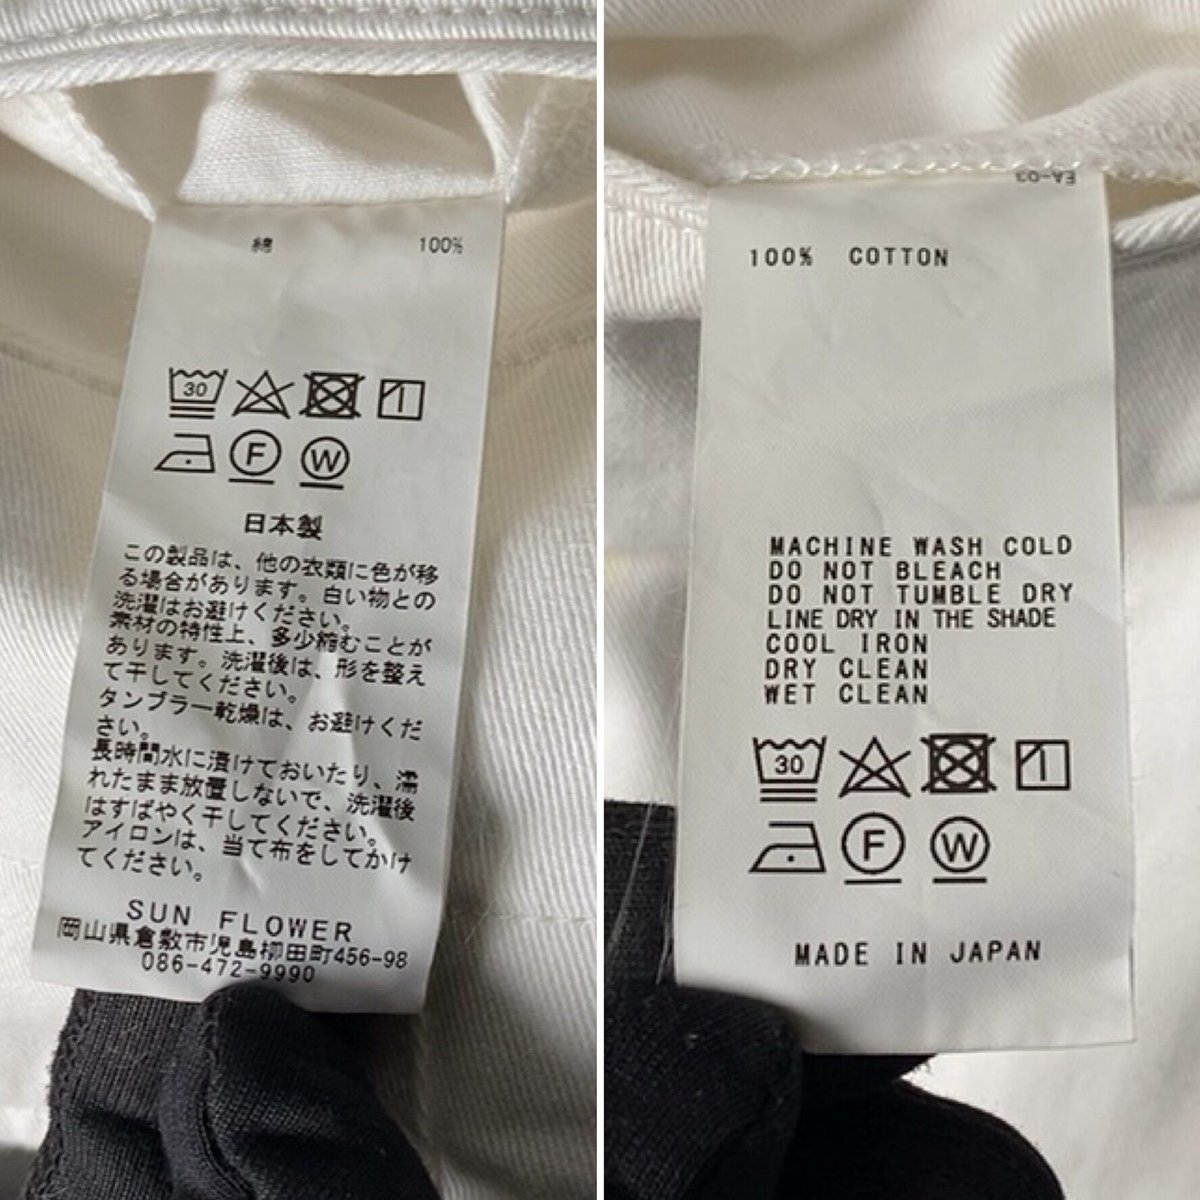 綿 100%
30
F W
日本製
この製品は、他の衣類に色が移
る場合があります。白い物との
洗濯はお避けください。
素材の特性上、多少縮むことが
あります。洗濯後は、形を整え
て干してください。
タンブラー乾燥は、お避けくだ
さい。
長時間水に漬けておいたり、濡
れたまま放置しないで、洗濯後
はすばやく干してください。
アイロンは、当て布をしてかけ
てください。
SUN FLOWER
岡山県倉敷市児島柳田町456-98
086-472-9990
EA-03
100% COTTON
MACHINE WASH COLD
DO NOT BLEACH
DO NOT TUMBLE DRY
LINE DRY IN THE SHADE
COOL IRON
DRY CLEAN
WET CLEAN
30
F W
MADE IN JAPAN